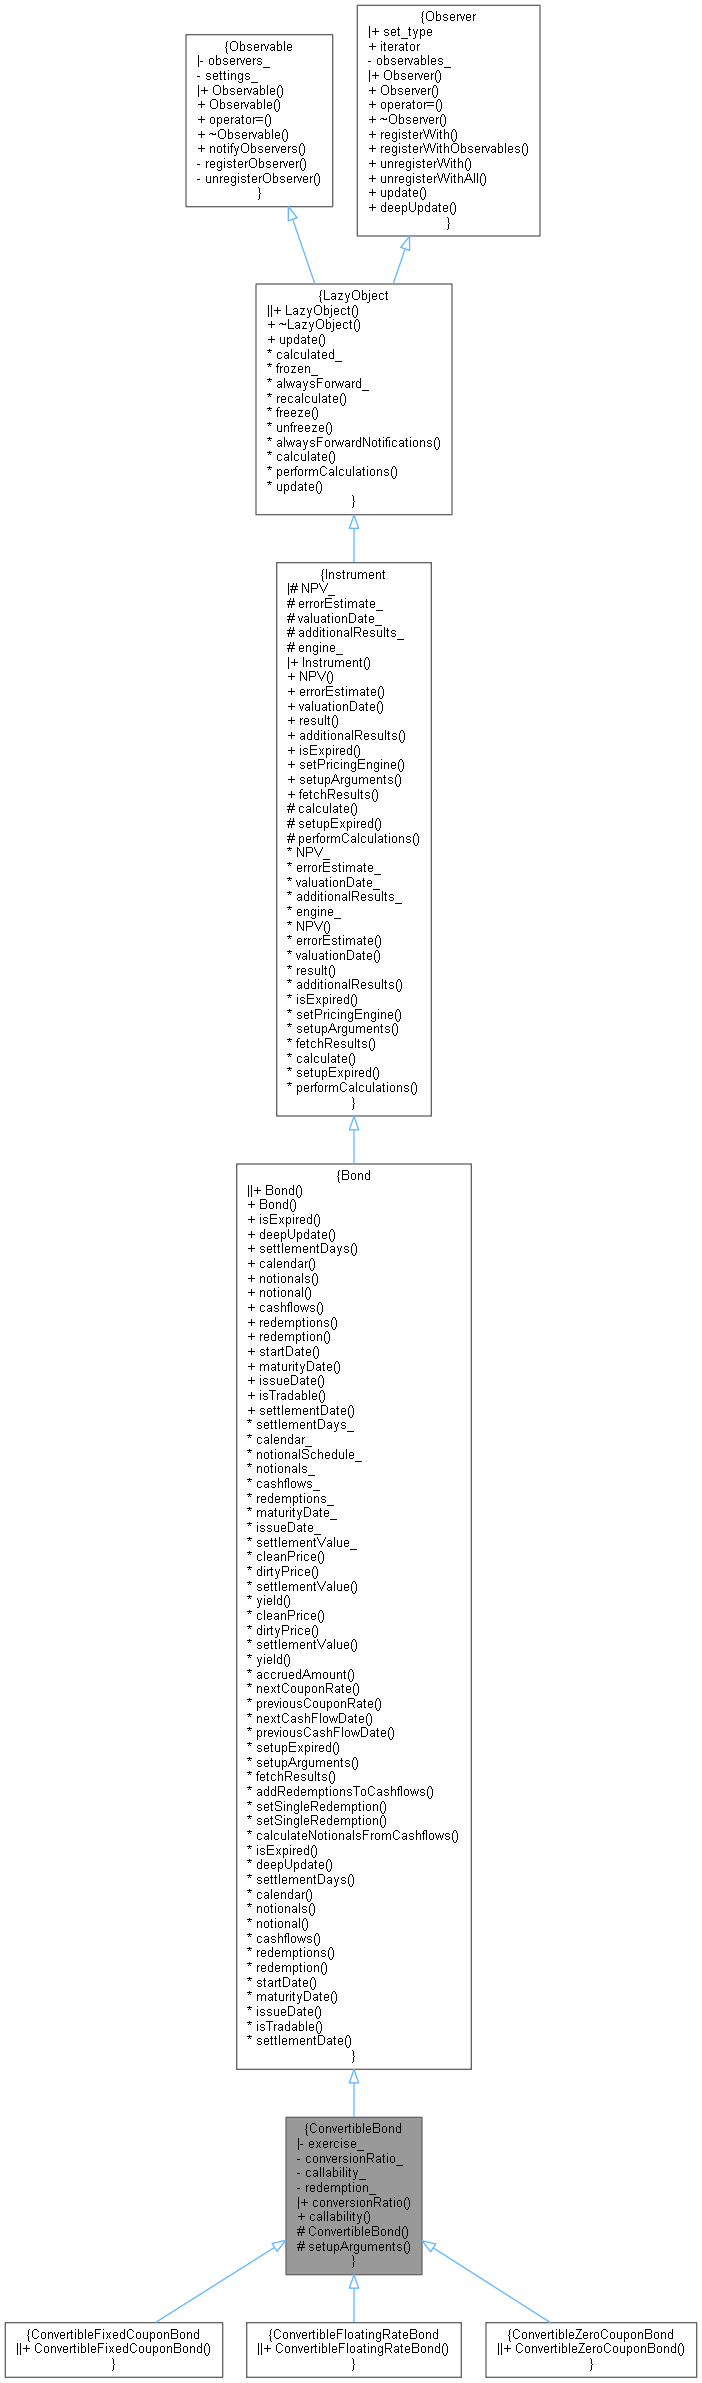 {Observable
|- observers_
- settings_
|+ Observable()
+ Observable()
+ operator=()
+ ~Observable()
+ notifyObservers()
- registerObserver()
- unregisterObserver()
}
{Observer
|+ set_type
+ iterator
- observables_
|+ Observer()
+ Observer()
+ operator=()
+ ~Observer()
+ registerWith()
+ registerWithObservables()
+ unregisterWith()
+ unregisterWithAll()
+ update()
+ deepUpdate()
}
{LazyObject
||+ LazyObject()
+ ~LazyObject()
+ update()
* calculated_
* frozen_
* alwaysForward_
* recalculate()
* freeze()
* unfreeze()
* alwaysForwardNotifications()
* calculate()
* performCalculations()
* update()
}
{Instrument
|# NPV_
# errorEstimate_
# valuationDate_
# additionalResults_
# engine_
|+ Instrument()
+ NPV()
+ errorEstimate()
+ valuationDate()
+ result()
+ additionalResults()
+ isExpired()
+ setPricingEngine()
+ setupArguments()
+ fetchResults()
# calculate()
# setupExpired()
# performCalculations()
* NPV_
* errorEstimate_
* valuationDate_
* additionalResults_
* engine_
* NPV()
* errorEstimate()
* valuationDate()
* result()
* additionalResults()
* isExpired()
* setPricingEngine()
* setupArguments()
* fetchResults()
* calculate()
* setupExpired()
* performCalculations()
}
{Bond
||+ Bond()
+ Bond()
+ isExpired()
+ deepUpdate()
+ settlementDays()
+ calendar()
+ notionals()
+ notional()
+ cashflows()
+ redemptions()
+ redemption()
+ startDate()
+ maturityDate()
+ issueDate()
+ isTradable()
+ settlementDate()
* settlementDays_
* calendar_
* notionalSchedule_
* notionals_
* cashflows_
* redemptions_
* maturityDate_
* issueDate_
* settlementValue_
* cleanPrice()
* dirtyPrice()
* settlementValue()
* yield()
* cleanPrice()
* dirtyPrice()
* settlementValue()
* yield()
* accruedAmount()
* nextCouponRate()
* previousCouponRate()
* nextCashFlowDate()
* previousCashFlowDate()
* setupExpired()
* setupArguments()
* fetchResults()
* addRedemptionsToCashflows()
* setSingleRedemption()
* setSingleRedemption()
* calculateNotionalsFromCashflows()
* isExpired()
* deepUpdate()
* settlementDays()
* calendar()
* notionals()
* notional()
* cashflows()
* redemptions()
* redemption()
* startDate()
* maturityDate()
* issueDate()
* isTradable()
* settlementDate()
}
{ConvertibleBond
|- exercise_
- conversionRatio_
- callability_
- redemption_
|+ conversionRatio()
+ callability()
# ConvertibleBond()
# setupArguments()
}
{ConvertibleFixedCouponBond
||+ ConvertibleFixedCouponBond()
}
{ConvertibleFloatingRateBond
||+ ConvertibleFloatingRateBond()
}
{ConvertibleZeroCouponBond
||+ ConvertibleZeroCouponBond()
}